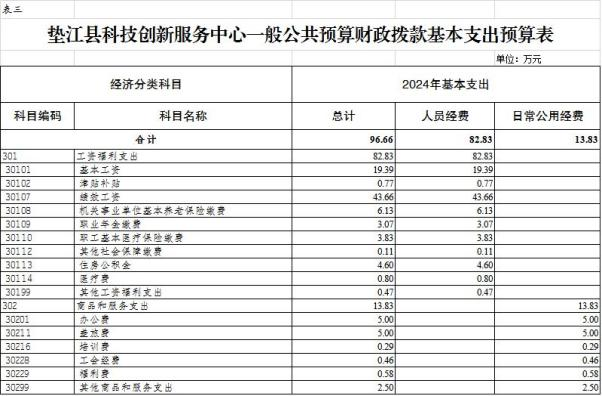 表三
垫江县科技创新服务中心一般公共预算财政拨款基本支出预算表
单位：万元
经济分类科目 2024年基本支出
科目编码 科目名称 总计 人员经费 日常公用经费
合计 96.66 82.83 13.83
301 工资福利支出 82.83 82.83
30101 基本工资 19.39 19.39
30102 津贴补贴 0.77 0.77
30107 绩效工资 43.66 43.66
30108 机关事业单位基本养老保险缴费 6.13 6.13
30109 职业年金缴费 3.07 3.07
30110 职工基本医疗保险缴费 3.83 3.83
30112 其他社会保障缴费 0.11 0.11
30113 住房公积金 4.60 4.60
30114 医疗费 0.80 0.80
30199 其他工资福利支出 0.47 0.47
302 商品和服务支出 13.83 13.83
30201 办公费 5.00 5.00
30211 差旅费 5.00 5.00
30216 培训费 0.29 0.29
30228 工会经费 0.46 0.46
30229 福利费 0.58 0.58
30299 其他商品和服务支出 2.50 2.50